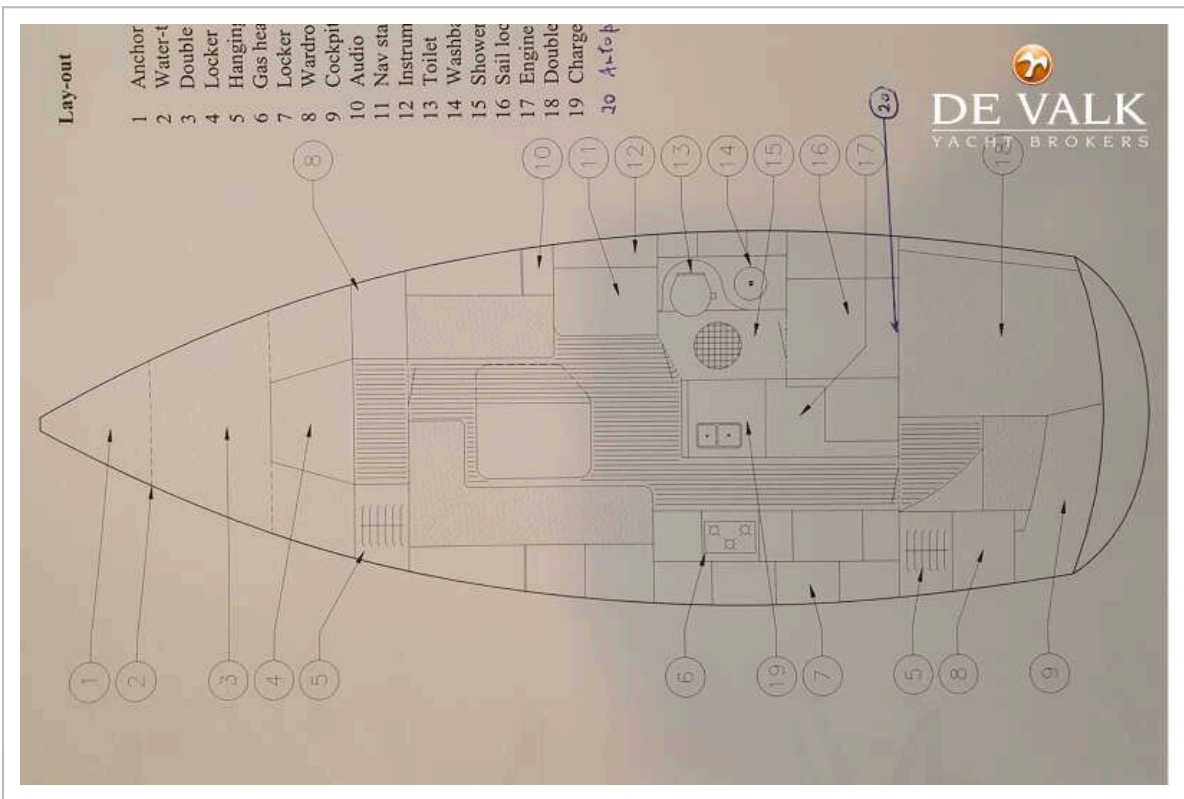 Lay-out
1 Anchor
2 Water-t
3 Double
4 Locker
5 Hanging
6 Gas hea
7 Locker
8 Wardro
9 Cockpit
10 Audio
11 Nav sta
12 Instrum
13 Toilet
14 Washba
15 Shower
16 Sail loc
17 Engine
18 Double
19 Charge
20 Autop
DE VALK
YACHT BROKERS
8
10
11
12
13
14
15
16
17
20
18
1
2
3
4
5
6
19
7
5
8
9